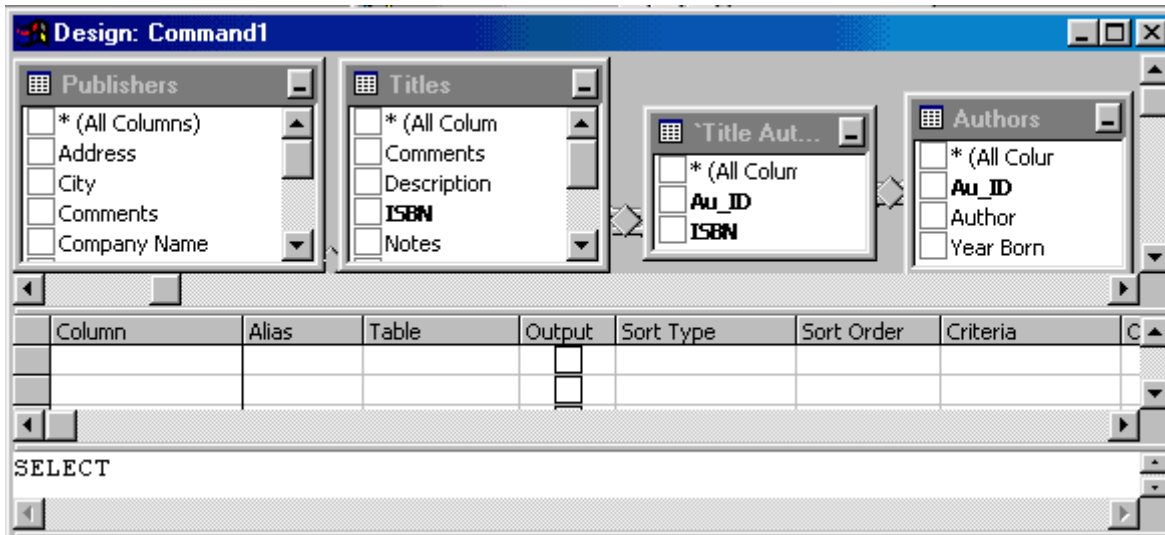 Design: Command1
Publishers
* (All Columns)
Address
City
Comments
Company Name
Titles
* (All Colum
Comments
Description
ISBN
Notes
`Title Aut...
* (All Colum
Au_ID
ISBN
Authors
* (All Colur
Au_ID
Author
Year Born
Column Alias Table Output Sort Type Sort Order Criteria C
SELECT